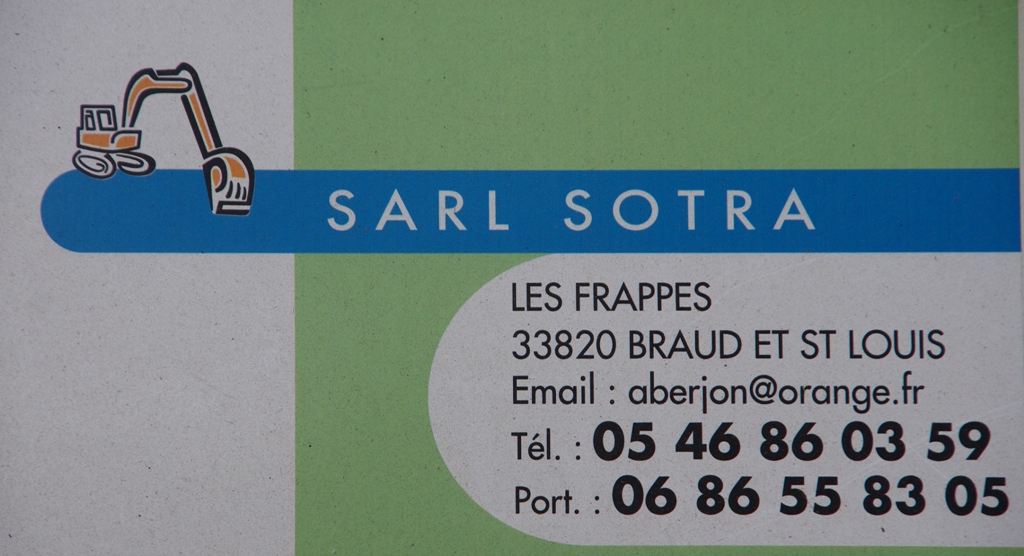 SARL SOTRA
LES FRAPPES
33820 BRAUD ET ST LOUIS
Email : aberjon@orange.fr
Tél. : 05 46 86 03 59
Port. : 06 86 55 83 05